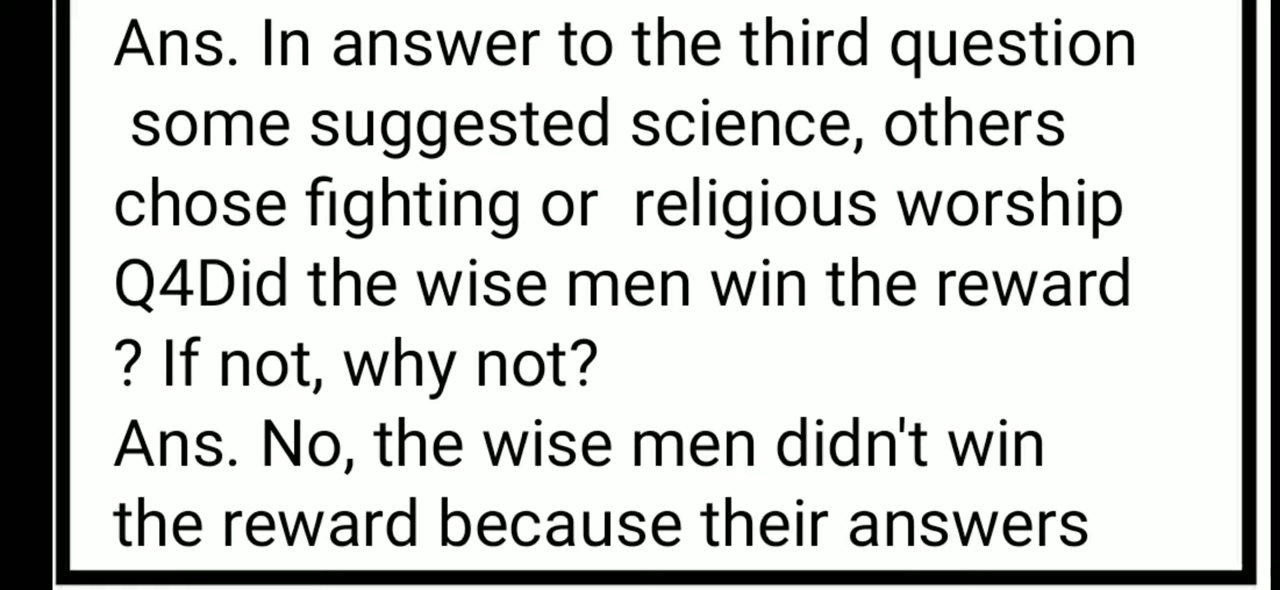 Ans. In answer to the third question
some suggested science, others
chose fighting or  religious worship
Q4Did the wise men win the reward
? If not, why not?
Ans. No, the wise men didn't win
the reward because their answers